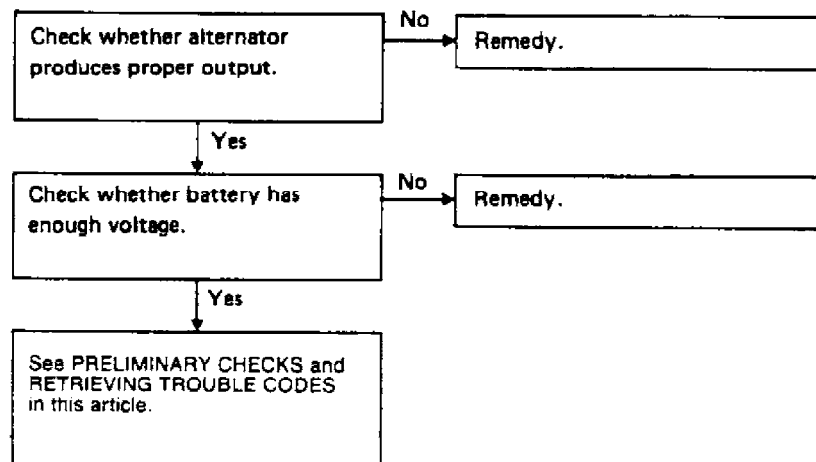 Check whether alternator
produces proper output.
No
Remedy.
Yes
Check whether battery has
enough voltage.
No
Remedy.
Yes
See PRELIMINARY CHECKS and
RETRIEVING TROUBLE CODES
in this article.